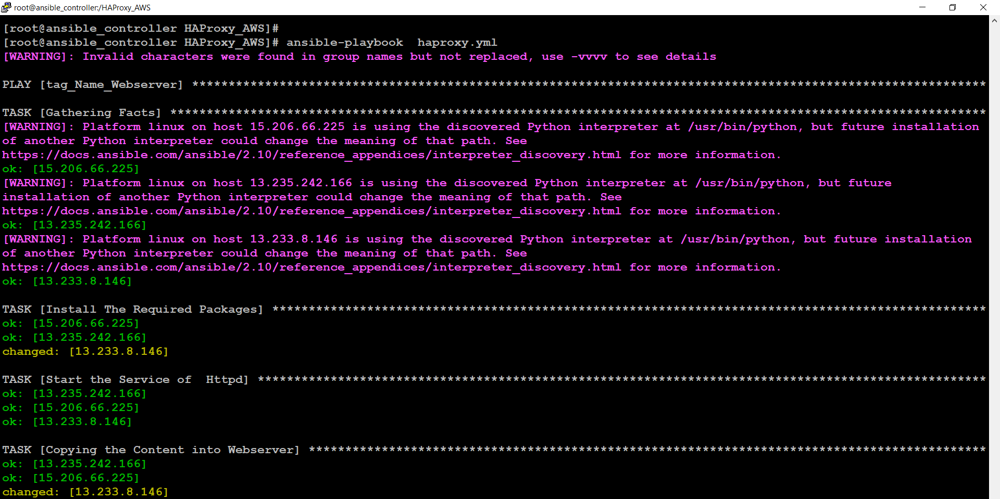 root@ansible_controller:/HAProxy_AWS
[root@ansible_controller HAProxy_AWS]#
[root@ansible_controller HAProxy_AWS]# ansible-playbook  haproxy.yml
[WARNING]: Invalid characters were found in group names but not replaced, use -vvvv to see details
PLAY [tag_Name_Webserver] *************************************************************************************************************
TASK [Gathering Facts] ****************************************************************************************************************
[WARNING]: Platform linux on host 15.206.66.225 is using the discovered Python interpreter at /usr/bin/python, but future installation
of another Python interpreter could change the meaning of that path. See
https://docs.ansible.com/ansible/2.10/reference_appendices/interpreter_discovery.html for more information.
ok: [15.206.66.225]
[WARNING]: Platform linux on host 13.235.242.166 is using the discovered Python interpreter at /usr/bin/python, but future
installation of another Python interpreter could change the meaning of that path. See
https://docs.ansible.com/ansible/2.10/reference_appendices/interpreter_discovery.html for more information.
ok: [13.235.242.166]
[WARNING]: Platform linux on host 13.233.8.146 is using the discovered Python interpreter at /usr/bin/python, but future installation
of another Python interpreter could change the meaning of that path. See
https://docs.ansible.com/ansible/2.10/reference_appendices/interpreter_discovery.html for more information.
ok: [13.233.8.146]
TASK [Install The Required Packages] **************************************************************************************************
ok: [15.206.66.225]
ok: [13.235.242.166]
changed: [13.233.8.146]
TASK [Start the Service of  Httpd] ****************************************************************************************************
ok: [13.235.242.166]
ok: [15.206.66.225]
ok: [13.233.8.146]
TASK [Copying the Content into Webserver] *********************************************************************************************
ok: [13.235.242.166]
ok: [15.206.66.225]
changed: [13.233.8.146]